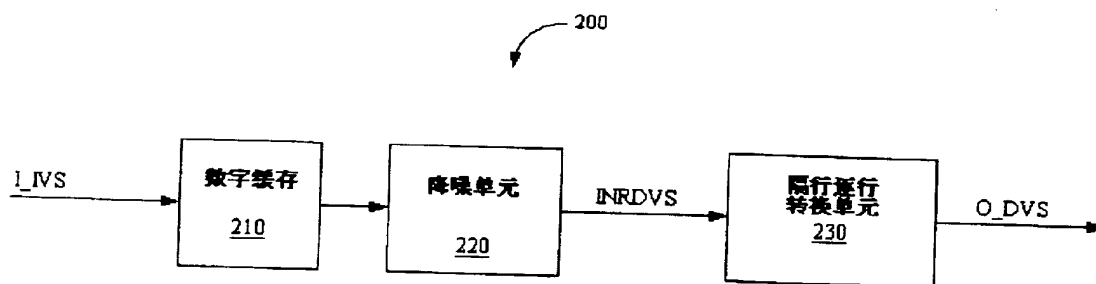 200
I_IVS
数字缓存
210
降噪单元
220
INRDVS
隔行逐行
转换单元
230
O_DVS